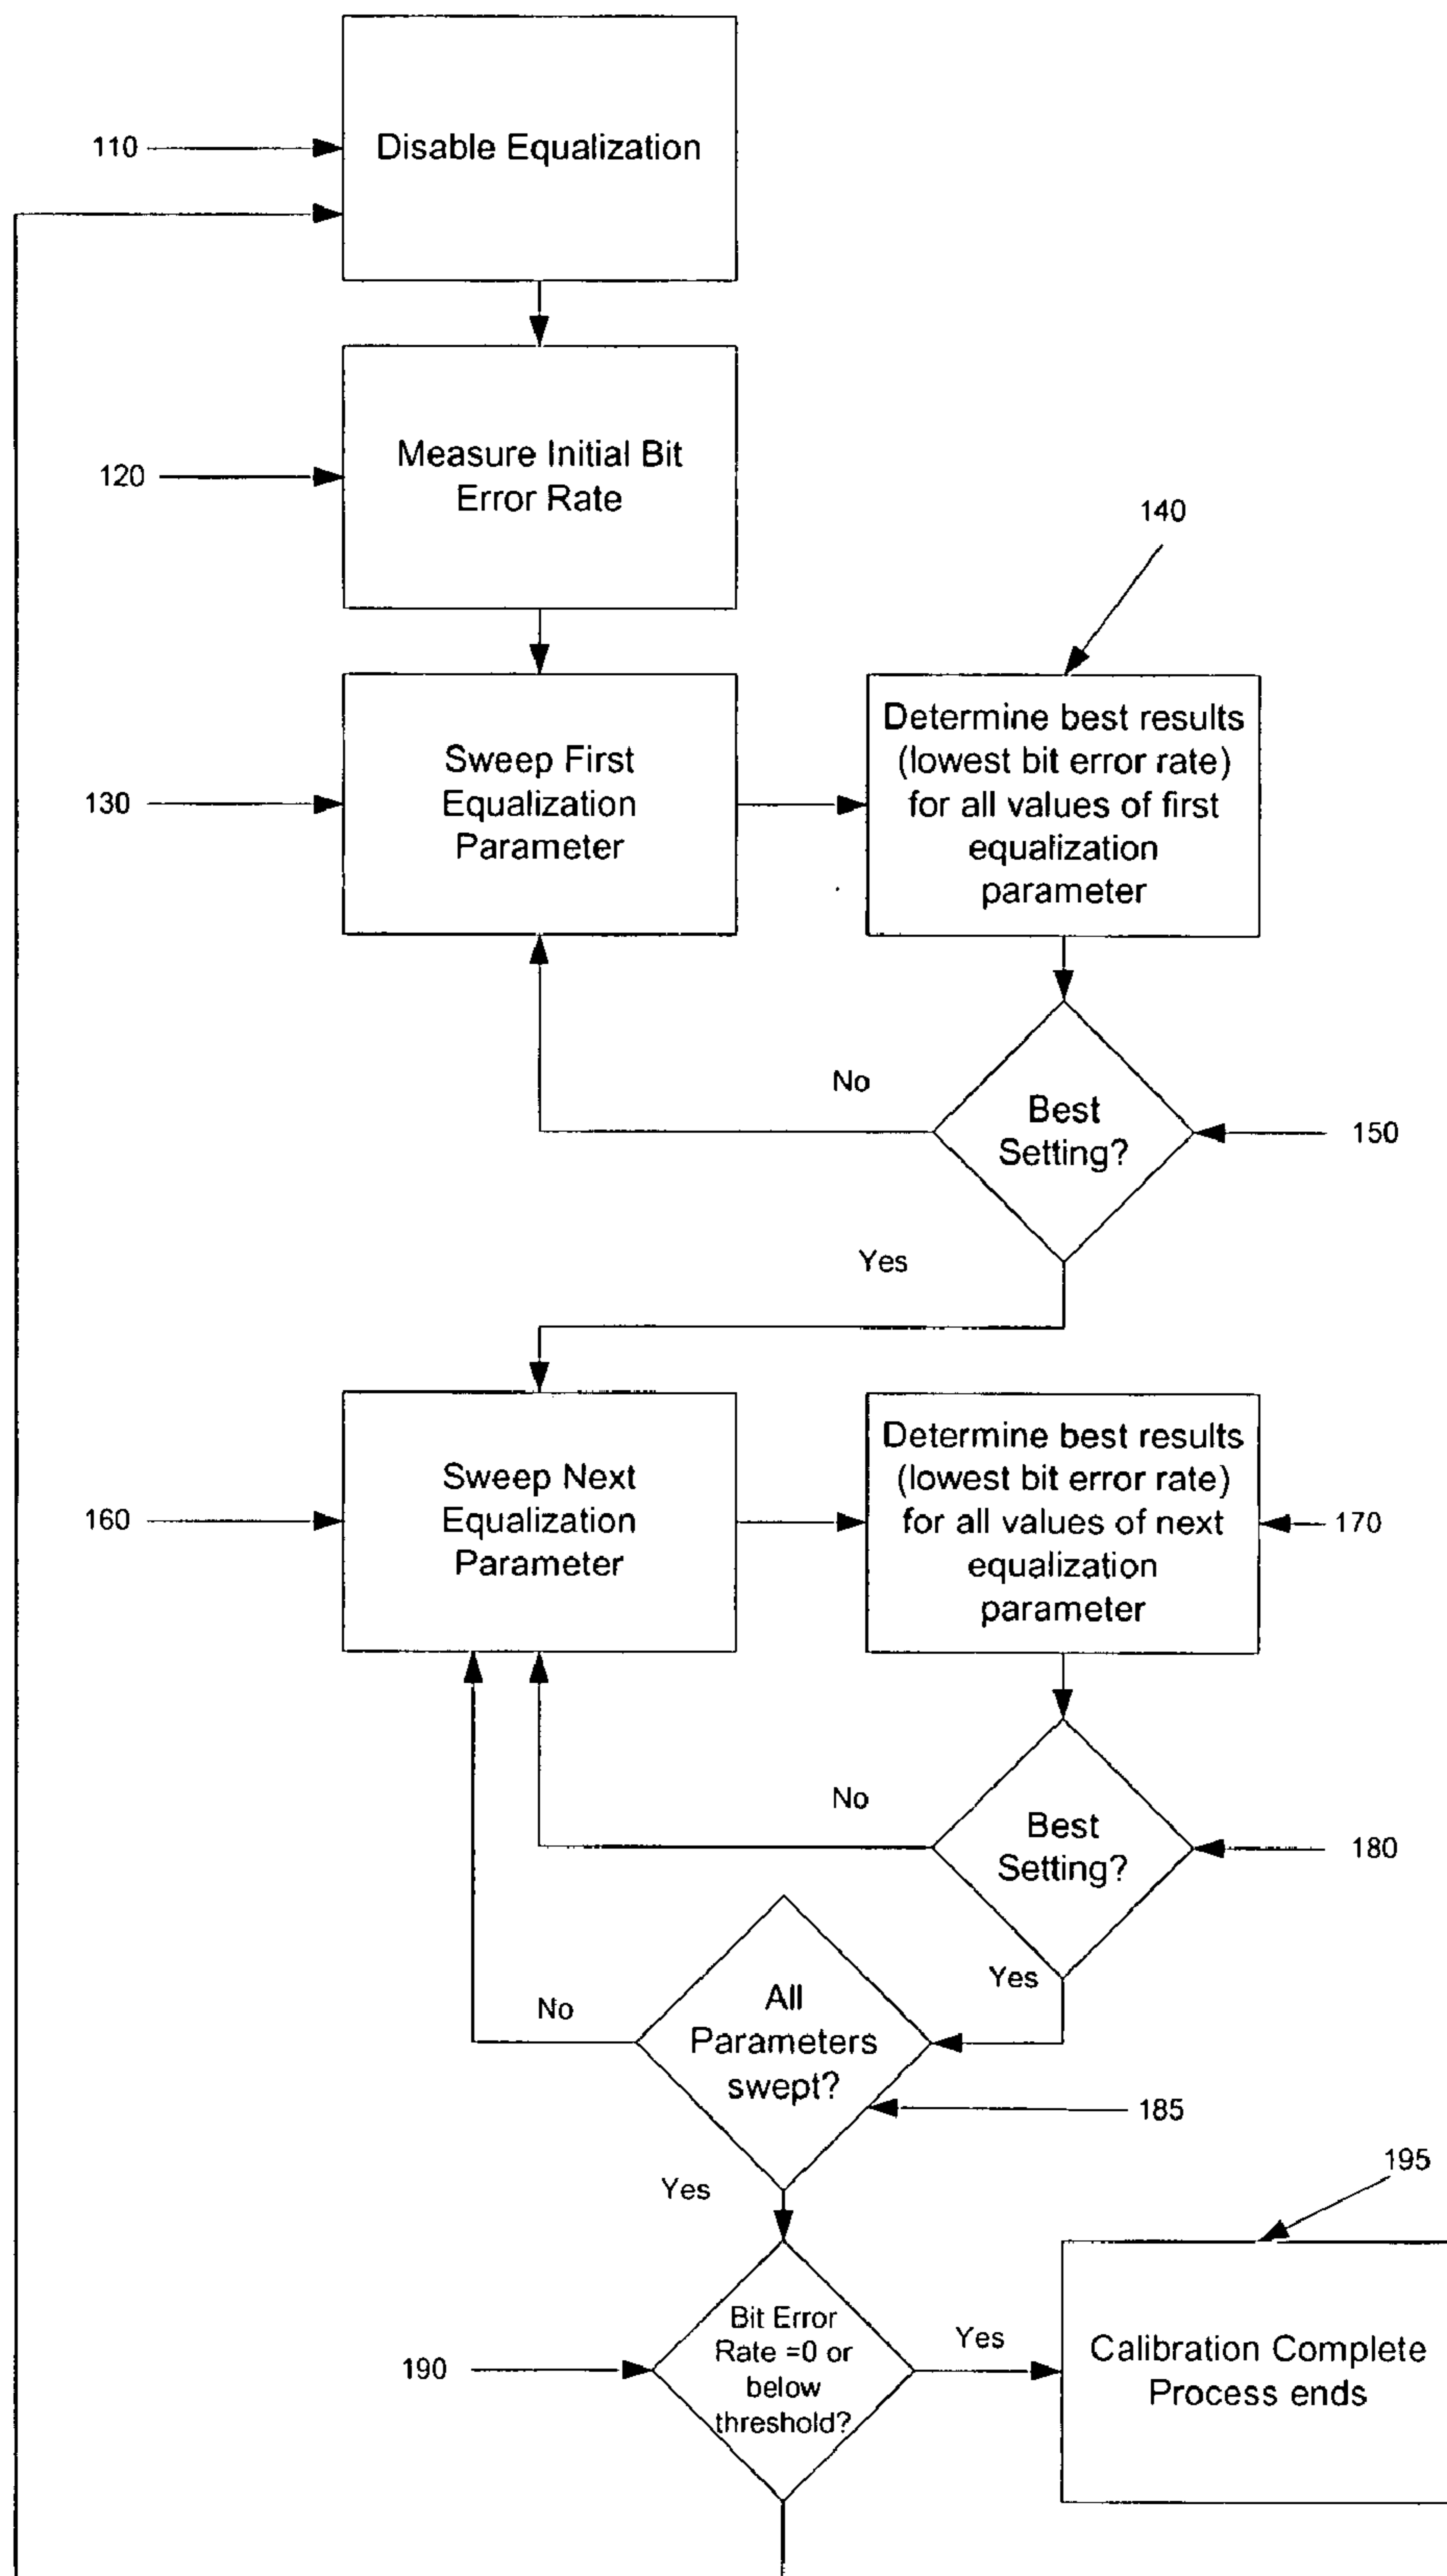 110
Disable Equalization
120
Measure Initial Bit
Error Rate
140
130
Sweep First
Equalization
Parameter
Determine best results
(lowest bit error rate)
for all values of first
equalization
parameter
No
Best
Setting?
150
Yes
160
Sweep Next
Equalization
Parameter
Determine best results
(lowest bit error rate)
for all values of next
equalization
parameter
170
No
Best
Setting?
180
Yes
No
All
Parameters
swept?
185
Yes
195
190
Bit Error
Rate =0 or
below
threshold?
Yes
Calibration Complete
Process ends